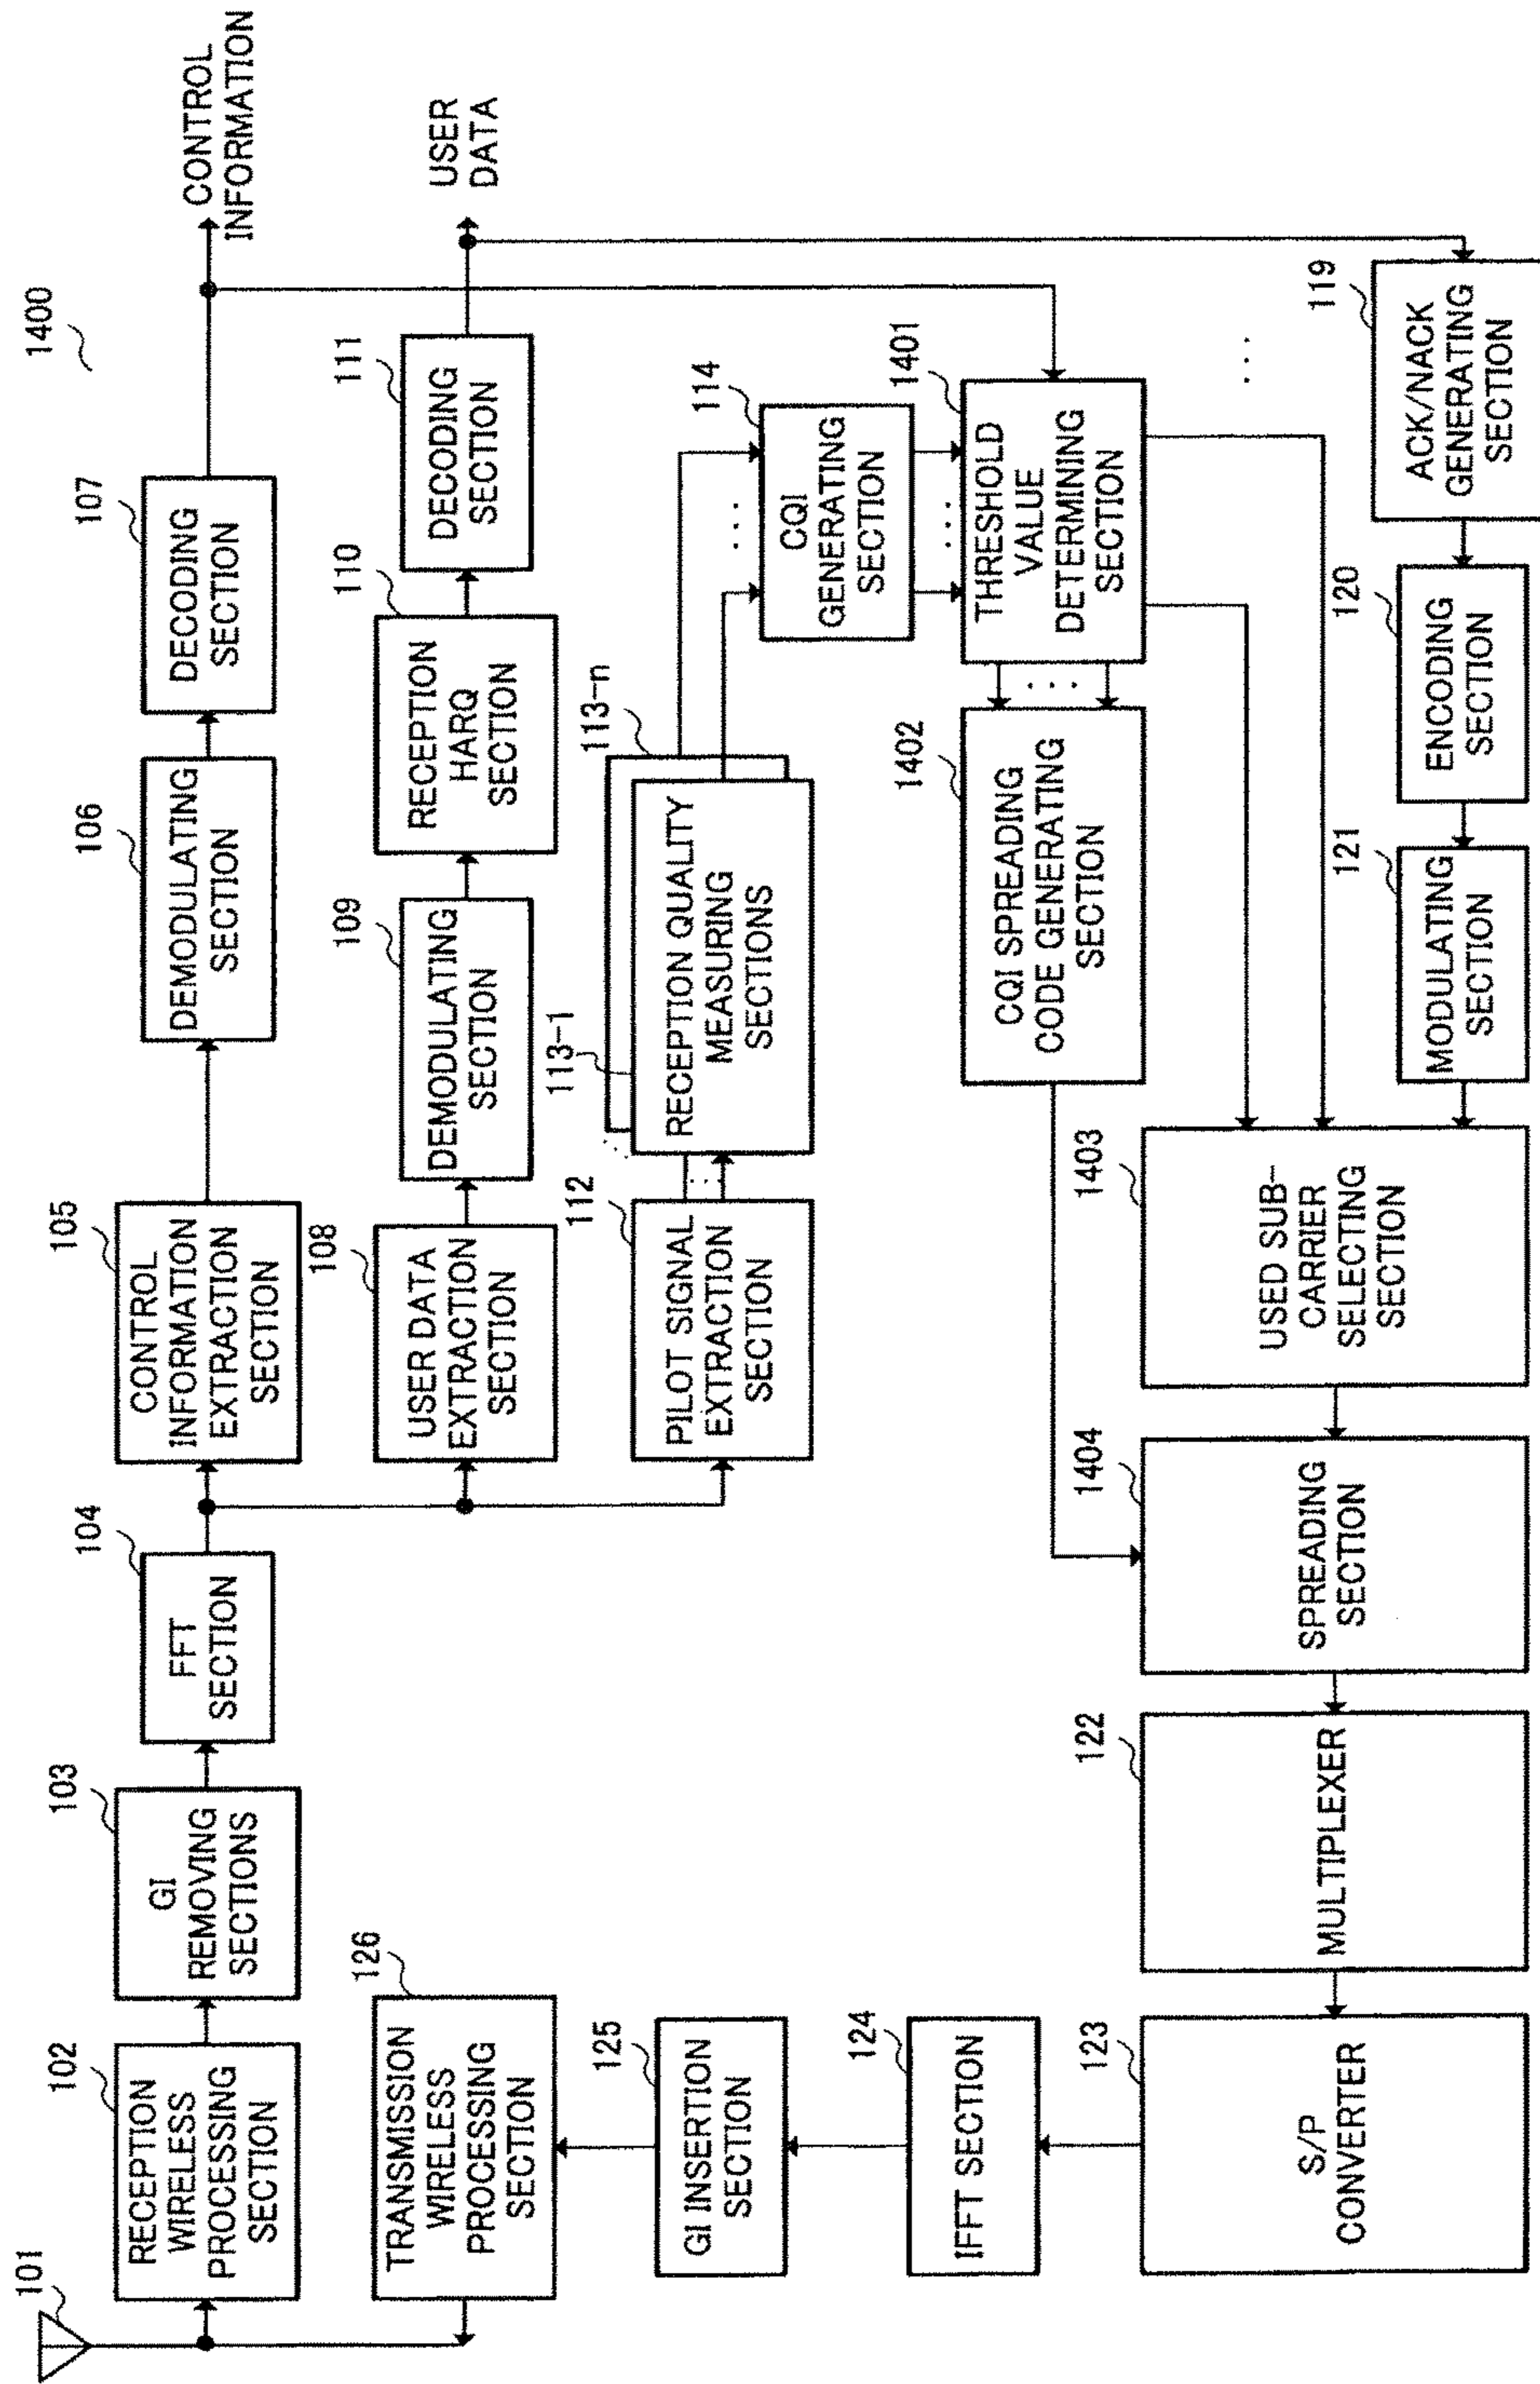 1400
101
102
RECEPTION
WIRELESS
PROCESSING
SECTION
103
GI
REMOVING
SECTIONS
104
FFT
SECTION
105
CONTROL
INFORMATION
EXTRACTION
SECTION
106
DEMODULATING
SECTION
107
DECODING
SECTION
CONTROL
INFORMATION
108
USER DATA
EXTRACTION
SECTION
109
DEMODULATING
SECTION
110
RECEPTION
HARQ
SECTION
111
DECODING
SECTION
USER
DATA
112
PILOT SIGNAL
EXTRACTION
SECTION
113-1
113-n
RECEPTION QUALITY
MEASURING
SECTIONS
114
CQI
GENERATING
SECTION
1401
THRESHOLD
VALUE
DETERMINING
SECTION
1402
CQI SPREADING
CODE GENERATING
SECTION
126
TRANSMISSION
WIRELESS
PROCESSING
SECTION
125
GI INSERTION
SECTION
124
IFFT SECTION
123
S/P
CONVERTER
122
MULTIPLEXER
1404
SPREADING
SECTION
1403
USED SUB-
CARRIER
SELECTING
SECTION
121
MODULATING
SECTION
120
ENCODING
SECTION
119
ACK/NACK
GENERATING
SECTION